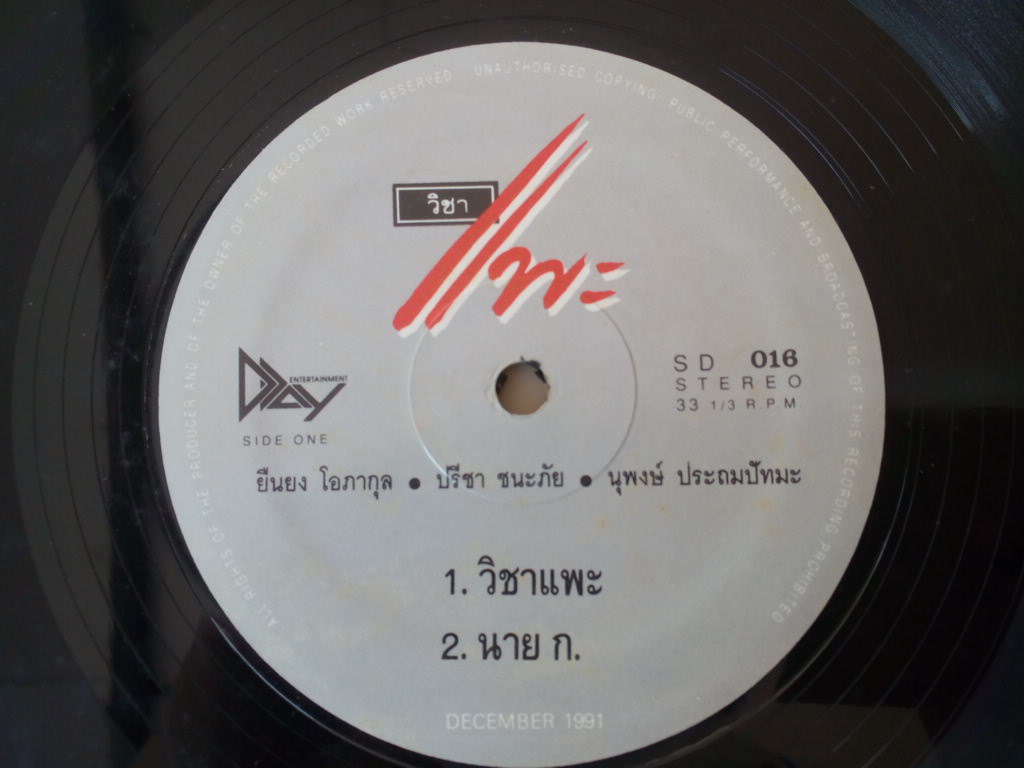 ALL RIGHTS OF THE PRODUCER AND OF THE OWNER OF THE RECORDED WORK RESERVED. UNAUTHORISED COPYING, PUBLIC PERFORMANCE AND BROADCASTING OF THIS RECORDING PROHIBITED
วิชา
แพะ
D-Day ENTERTAINMENT
SIDE ONE
SD 016
STEREO
33 1/3 R.P.M.
ยืนยง โอภากุล ● ปรีชา ชนะภัย ● นุพงษ์ ประถมปัทมะ
1. วิชาแพะ
2. นาย ก.
DECEMBER 1991